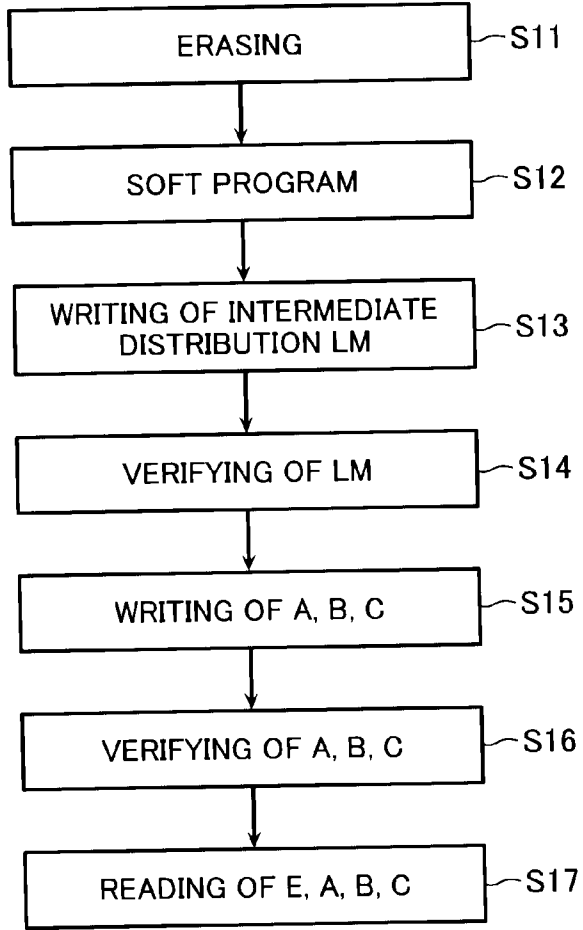 ERASING
S11
SOFT PROGRAM
S12
WRITING OF INTERMEDIATE
DISTRIBUTION LM
S13
VERIFYING OF LM
S14
WRITING OF A, B, C
S15
VERIFYING OF A, B, C
S16
READING OF E, A, B, C
S17